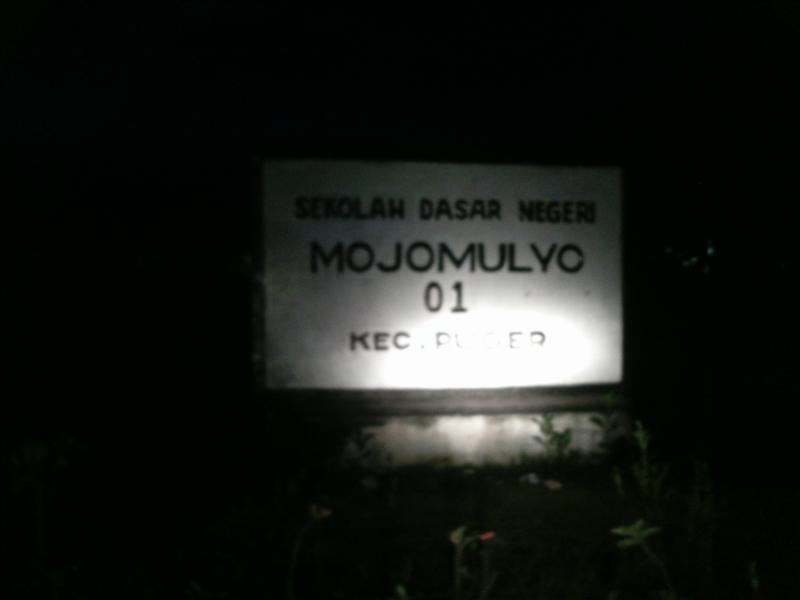 SEKOLAH DASAR NEGERI
MOJOMULYO
01
KEC.